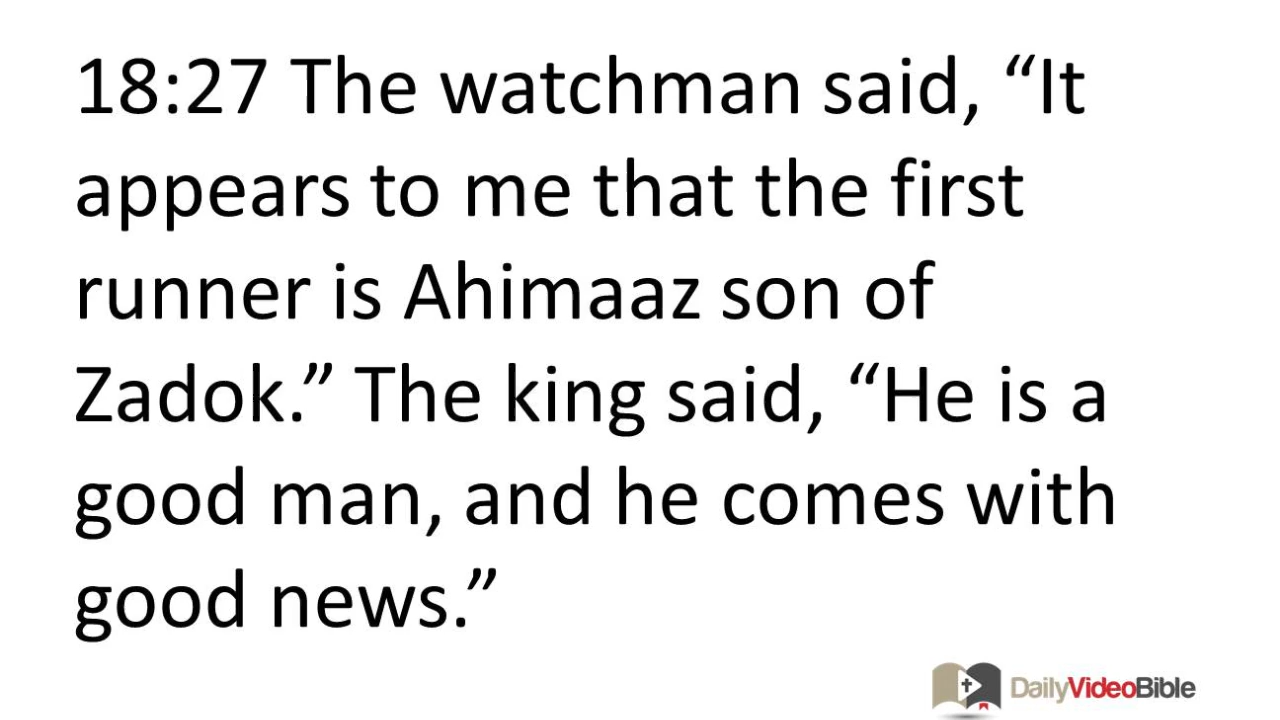 18:27 The watchman said, “It
appears to me that the first
runner is Ahimaaz son of
Zadok.” The king said, “He is a
good man, and he comes with
good news.”
DailyVideoBible